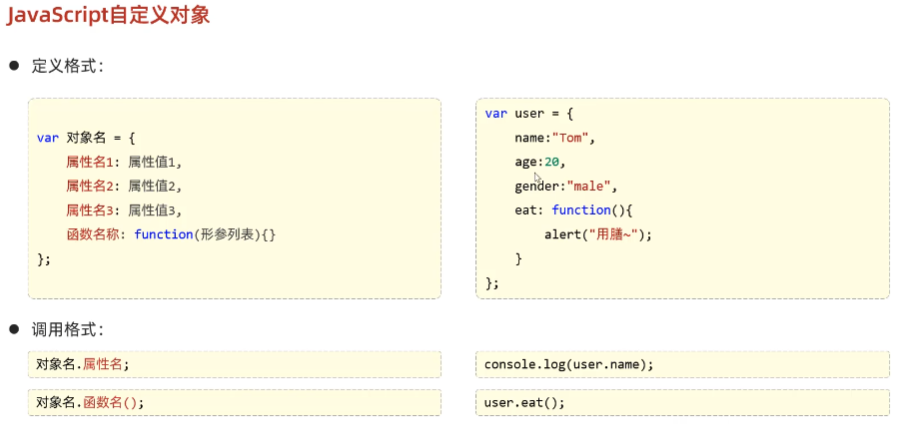 JavaScript自定义对象
● 定义格式：
var 对象名 = {
    属性名1: 属性值1,
    属性名2: 属性值2,
    属性名3: 属性值3,
    函数名称: function(形参列表){}
};
var user = {
    name:"Tom",
    age:20,
    gender:"male",
    eat: function(){
        alert("用膳~");
    }
};
● 调用格式：
对象名.属性名;
console.log(user.name);
对象名.函数名();
user.eat();